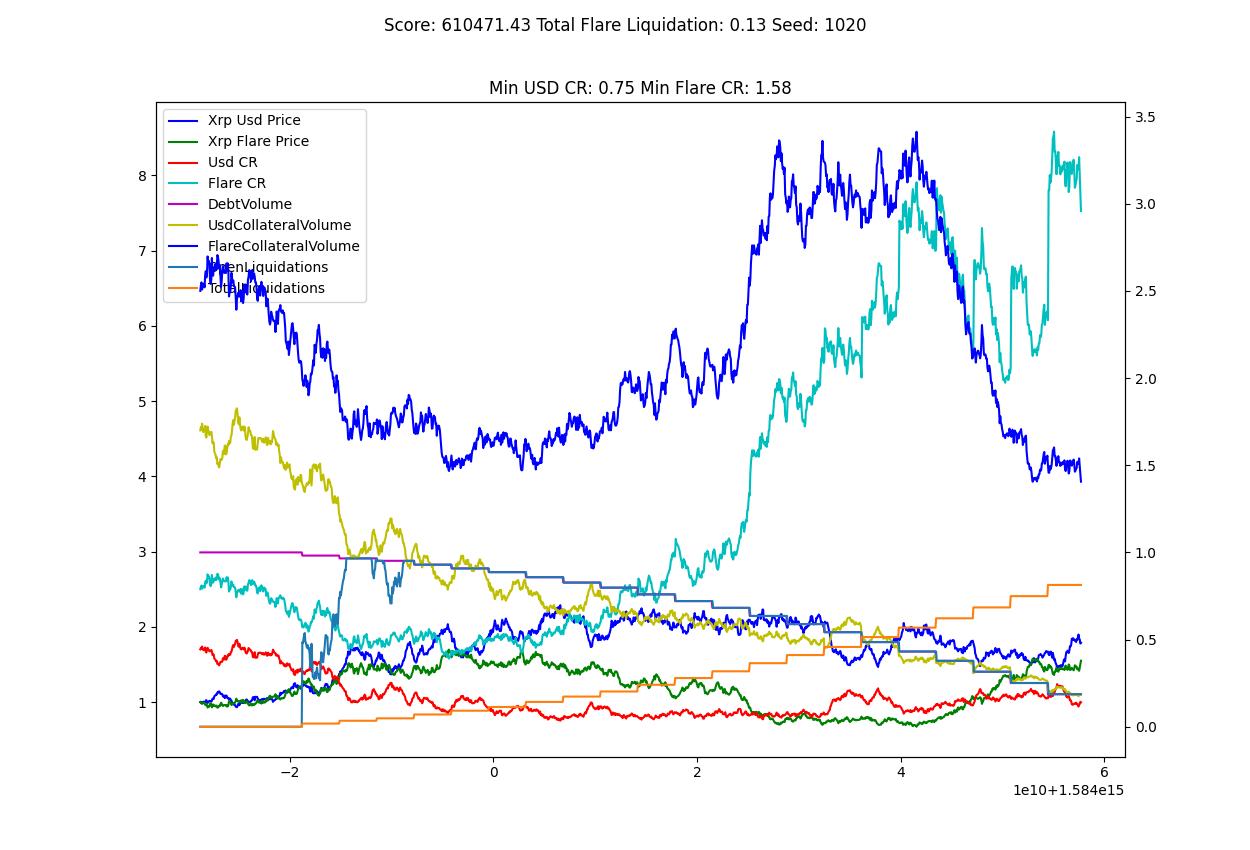 Score: 610471.43 Total Flare Liquidation: 0.13 Seed: 1020
Min USD CR: 0.75 Min Flare CR: 1.58
Xrp Usd Price
Xrp Flare Price
Usd CR
Flare CR
DebtVolume
UsdCollateralVolume
FlareCollateralVolume
OpenLiquidations
TotalLiquidations
8
7
6
5
4
3
2
1
3.5
3.0
2.5
2.0
1.5
1.0
0.5
0.0
−2
0
2
4
6
1e10+1.584e15